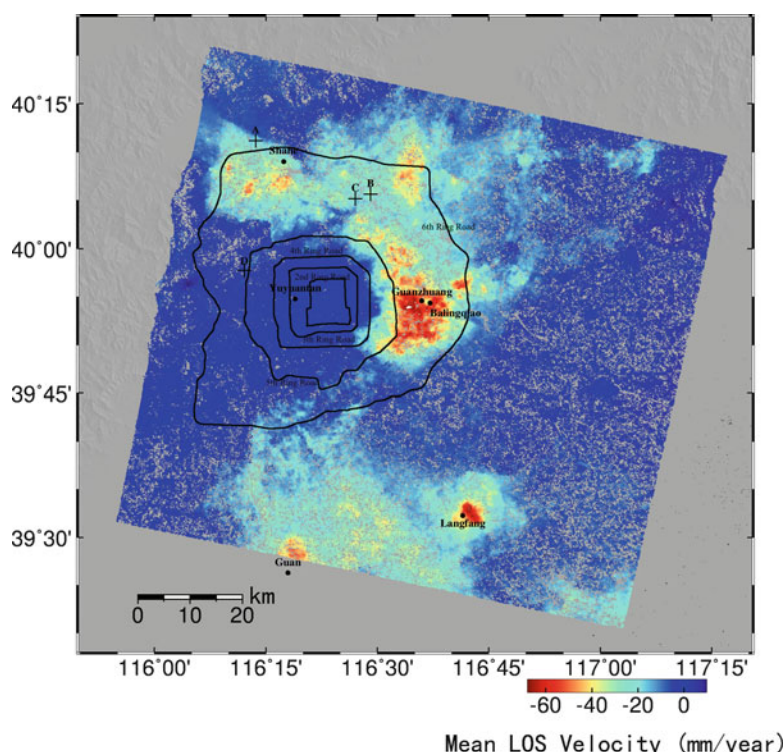 40°15'
A
Shahe
C B
6th Ring Road
40°00'
D
4th Ring Road
2nd Ring Road
Yuyuantan
Guanzhuang
Balingqiao
39°45'
39°30'
Langfang
Guan
km
0 10 20
116°00' 116°15' 116°30' 116°45' 117°00' 117°15'
-60 -40 -20 0
Mean LOS Velocity (mm/year)